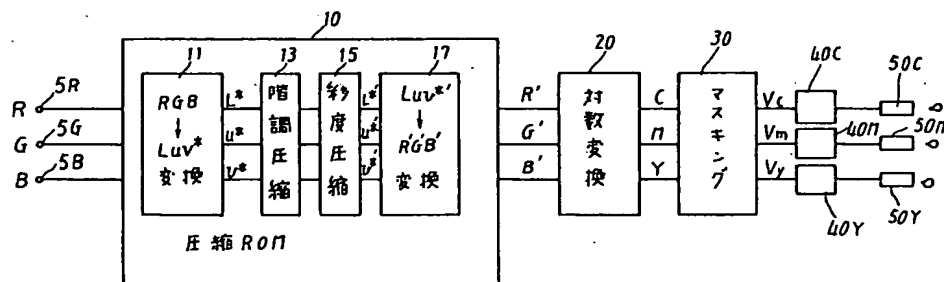 10
11
13
15
17
20
30
40C
50C
R
5R
G
5G
B
5B
RGB
↓
Luv*
変換
L*
u*
v*
階調圧縮
彩度圧縮
L*'
u*'
v*'
Luv*'
↓
R'G'B'
変換
圧縮ROM
R'
G'
B'
対数変換
C
M
Y
マスキング
Vc
Vm
Vy
40M
50M
40Y
50Y